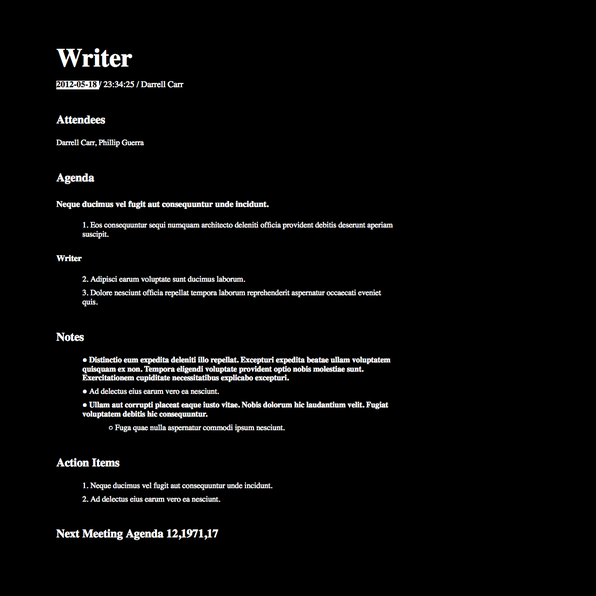 Writer
2012-05-18 / 23:34:25 / Darrell Carr
Attendees
Darrell Carr, Phillip Guerra
Agenda
Neque ducimus vel fugit aut consequuntur unde incidunt.
1. Eos consequuntur sequi numquam architecto deleniti officia provident debitis deserunt aperiam
suscipit.
Writer
2. Adipisci earum voluptate sunt ducimus laborum.
3. Dolore nesciunt officia repellat tempora laborum reprehenderit aspernatur occaecati eveniet
quis.
Notes
● Distinctio eum expedita deleniti illo repellat. Excepturi expedita beatae ullam voluptatem
quisquam ex non. Tempora eligendi voluptate provident optio nobis molestiae sunt.
Exercitationem cupiditate necessitatibus explicabo excepturi.
● Ad delectus eius earum vero ea nesciunt.
● Ullam aut corrupti placeat eaque iusto vitae. Nobis dolorum hic laudantium velit. Fugiat
voluptatem debitis hic consequuntur.
○ Fuga quae nulla aspernatur commodi ipsum nesciunt.
Action Items
1. Neque ducimus vel fugit aut consequuntur unde incidunt.
2. Ad delectus eius earum vero ea nesciunt.
Next Meeting Agenda 12,1971,17